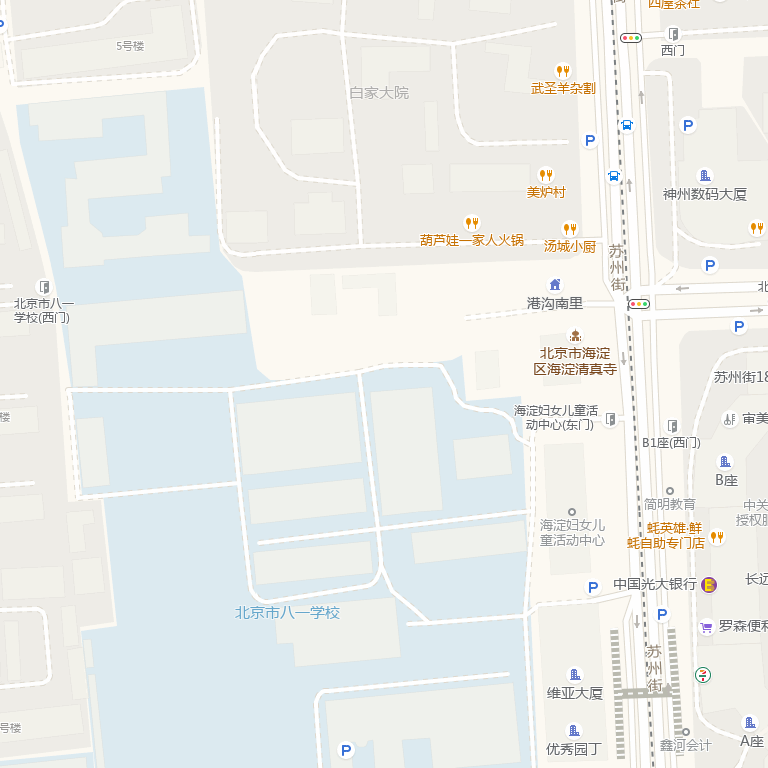 四屋茶社
5号楼
西门
武圣羊杂割
白家大院
P
P
美炉村
神州数码大厦
葫芦娃一家人火锅
汤城小厨
苏州街
P
北京市八一
学校(西门)
港沟南里
北
P
北京市海淀
区海淀清真寺
苏州街18
海淀妇女儿童活
动中心(东门)
审美
楼
B1座(西门)
B座
简明教育
中关
授权服
海淀妇女儿
童活动中心
蚝英雄·鲜
蚝自助专门店
P
中国光大银行
长远
北京市八一学校
P
罗森便利
苏州街
维亚大厦
号楼
P
优秀园丁
鑫河会计
A座